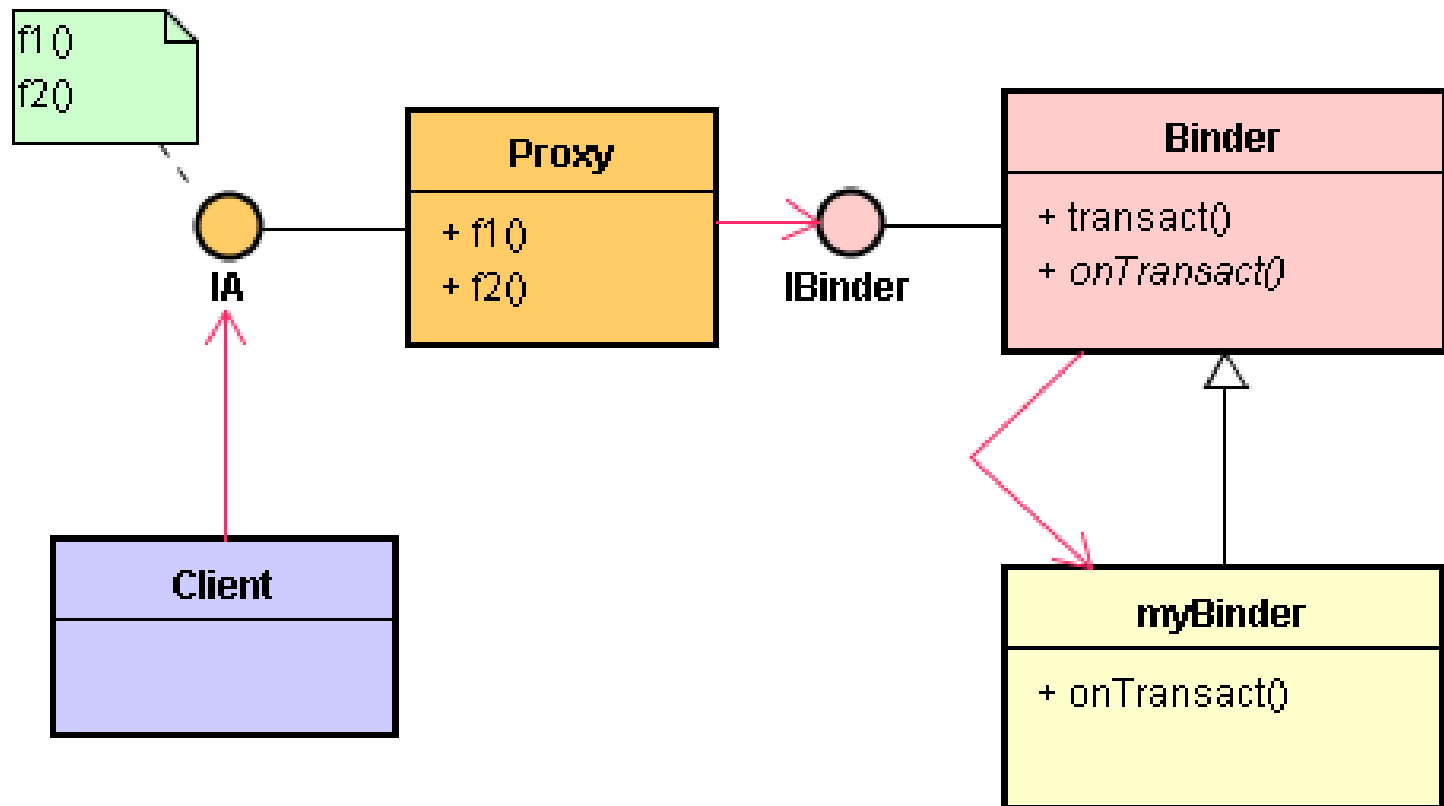 f1()
f2()
IA
Proxy
+ f1()
+ f2()
IBinder
Binder
+ transact()
+ onTransact()
Client
myBinder
+ onTransact()